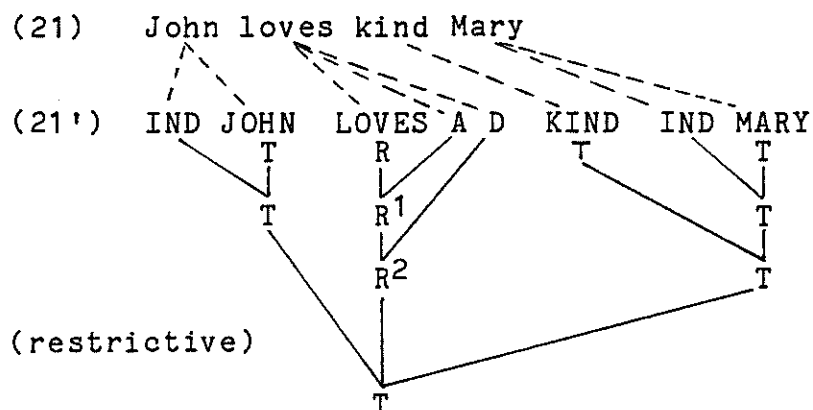 (21) John loves kind Mary
(21') IND JOHN LOVES A D KIND IND MARY
T R T T
T R1 T
R2 T
(restrictive)
T